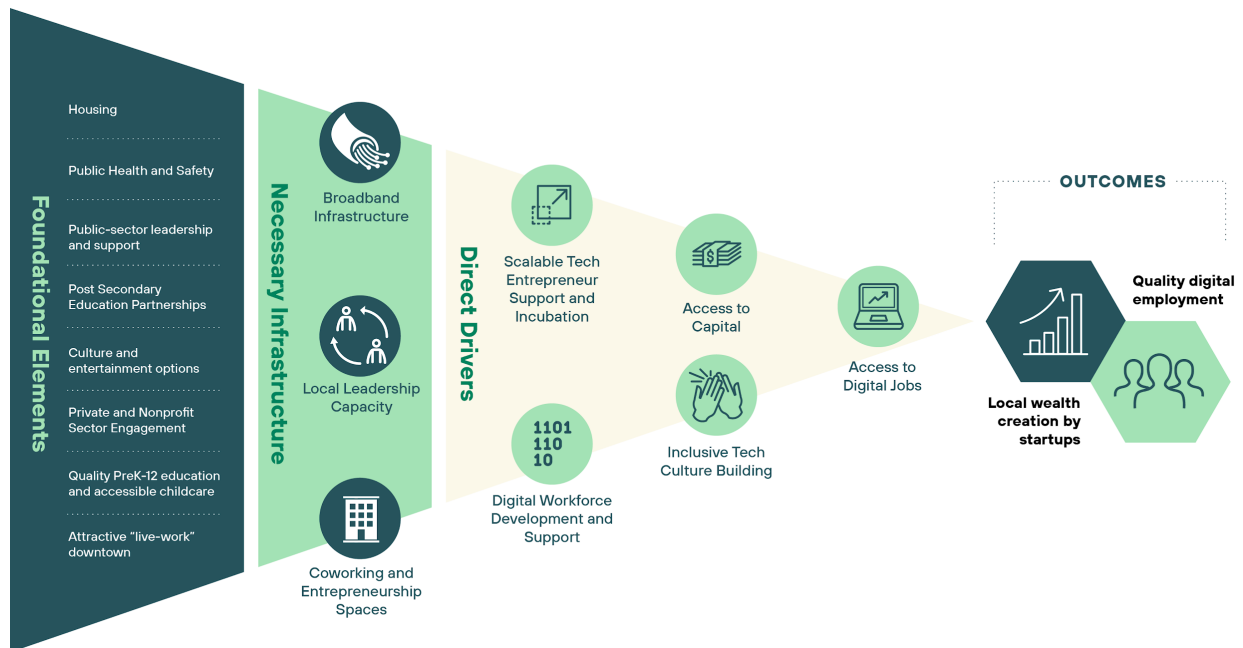 Foundational Elements
Housing
Public Health and Safety
Public-sector leadership
and support
Post Secondary
Education Partnerships
Culture and
entertainment options
Private and Nonprofit
Sector Engagement
Quality PreK-12 education
and accessible childcare
Attractive “live-work”
downtown
Necessary Infrastructure
Broadband
Infrastructure
Local Leadership
Capacity
Coworking and
Entrepreneurship
Spaces
Direct Drivers
Scalable Tech
Entrepreneur
Support and
Incubation
1101
110
10
Digital Workforce
Development and
Support
$
Access to
Capital
Inclusive Tech
Culture Building
Access to
Digital Jobs
OUTCOMES
Quality digital
employment
Local wealth
creation by
startups